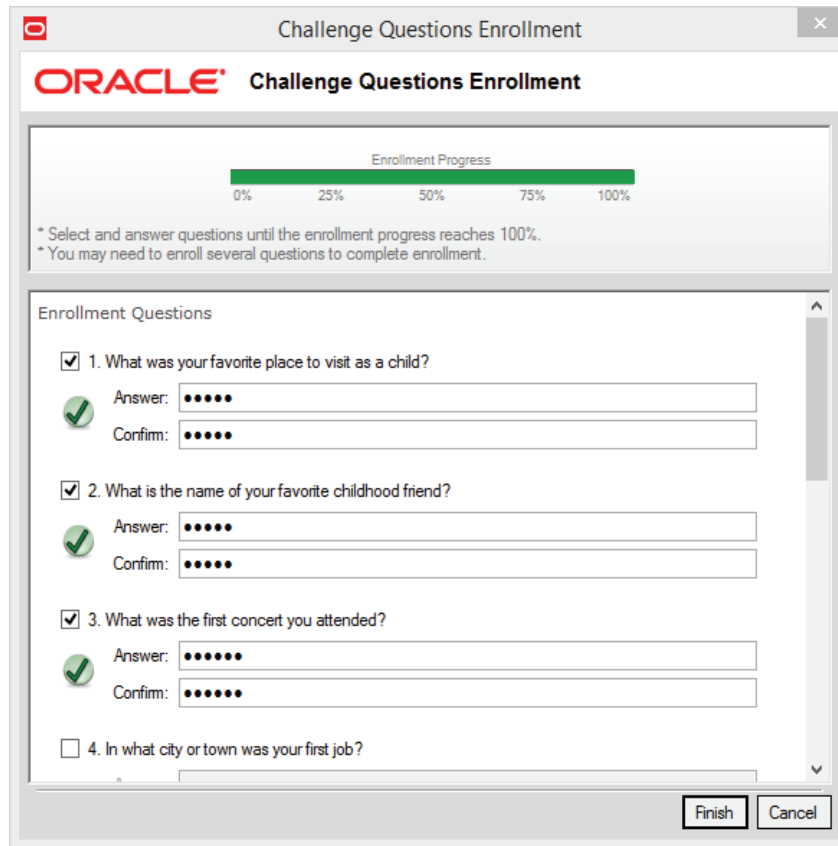 Challenge Questions Enrollment
ORACLE Challenge Questions Enrollment
Enrollment Progress
0% 25% 50% 75% 100%
* Select and answer questions until the enrollment progress reaches 100%.
* You may need to enroll several questions to complete enrollment.
Enrollment Questions
1. What was your favorite place to visit as a child?
Answer: •••••
Confirm: •••••
2. What is the name of your favorite childhood friend?
Answer: •••••
Confirm: •••••
3. What was the first concert you attended?
Answer: ••••••
Confirm: ••••••
4. In what city or town was your first job?
Finish Cancel